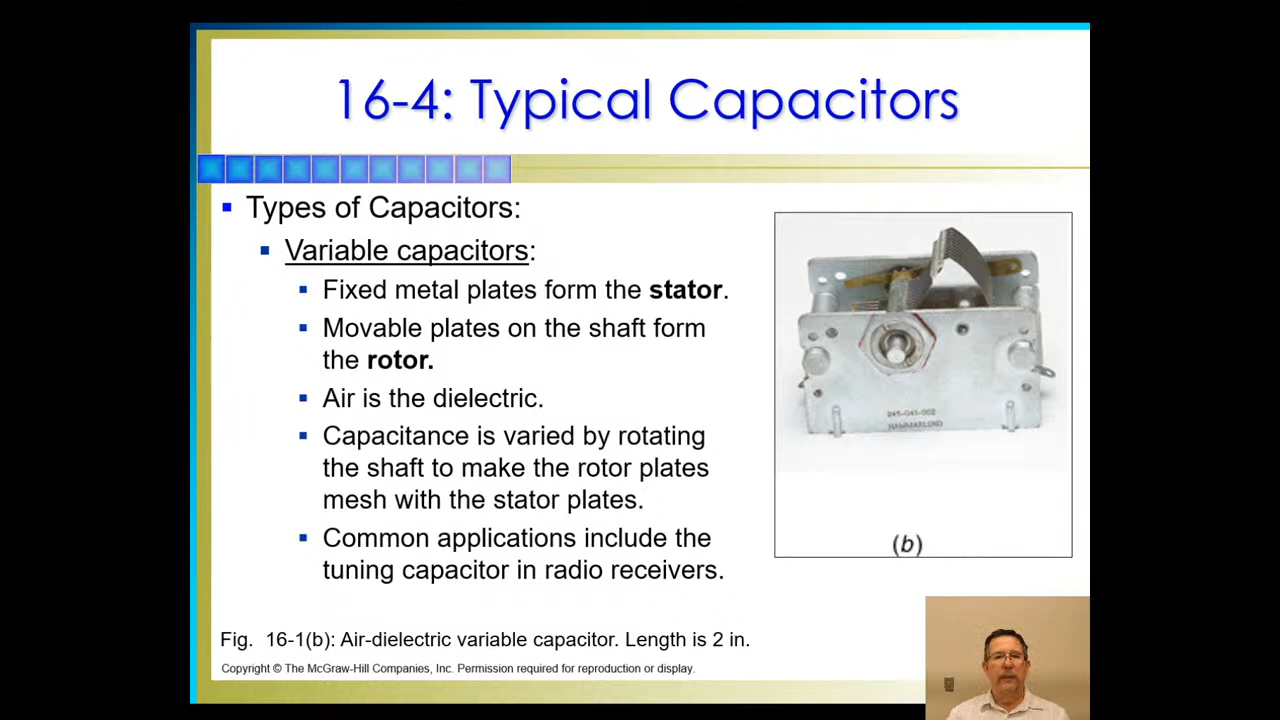 16-4: Typical Capacitors
Types of Capacitors:
Variable capacitors:
Fixed metal plates form the stator.
Movable plates on the shaft form
the rotor.
Air is the dielectric.
Capacitance is varied by rotating
the shaft to make the rotor plates
mesh with the stator plates.
Common applications include the
tuning capacitor in radio receivers.
245-041-002
HAMMARLUND
(b)
Fig. 16-1(b): Air-dielectric variable capacitor. Length is 2 in.
Copyright © The McGraw-Hill Companies, Inc. Permission required for reproduction or display.